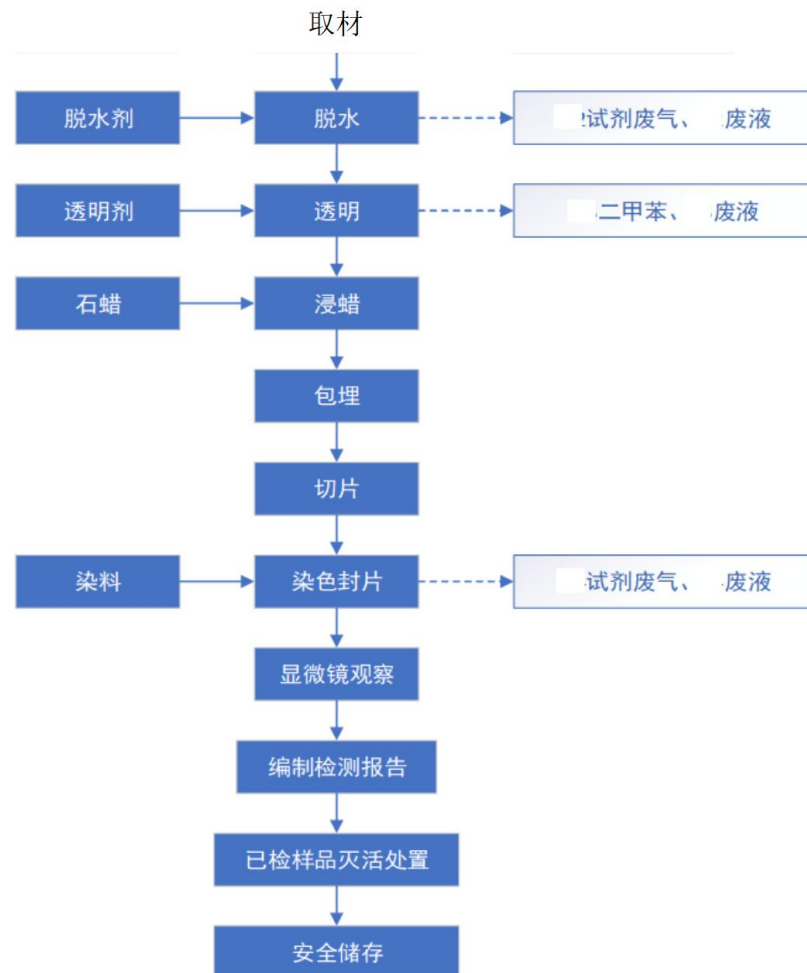 取材
脱水剂
脱水
试剂废气、 废液
透明剂
透明
二甲苯、 废液
石蜡
浸蜡
包埋
切片
染料
染色封片
试剂废气、 废液
显微镜观察
编制检测报告
已检样品灭活处置
安全储存